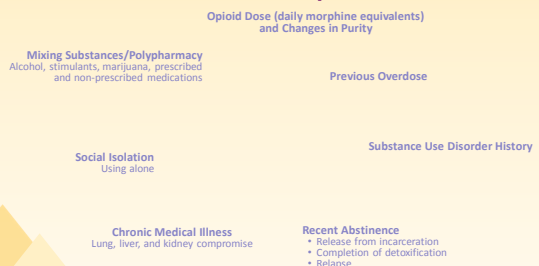 Opioid Dose (daily morphine equivalents)
and Changes in Purity
Mixing Substances/Polypharmacy
Alcohol, stimulants, marijuana, prescribed
and non-prescribed medications
Previous Overdose
Substance Use Disorder History
Social Isolation
Using alone
Chronic Medical Illness
Lung, liver, and kidney compromise
Recent Abstinence
• Release from incarceration
• Completion of detoxification
• Relapse